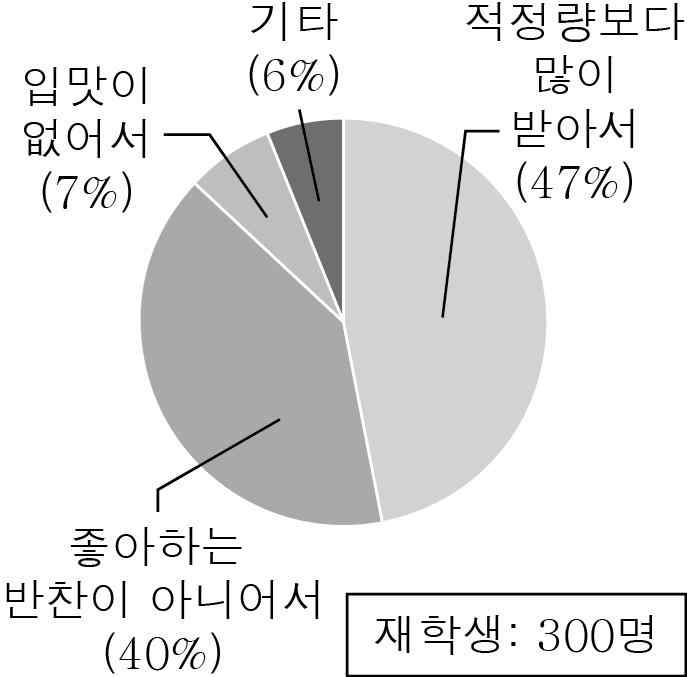 기타
(6%)
적정량보다
많이
받아서
(47%)
입맛이
없어서
(7%)
좋아하는
반찬이 아니어서
(40%)
재학생: 300명